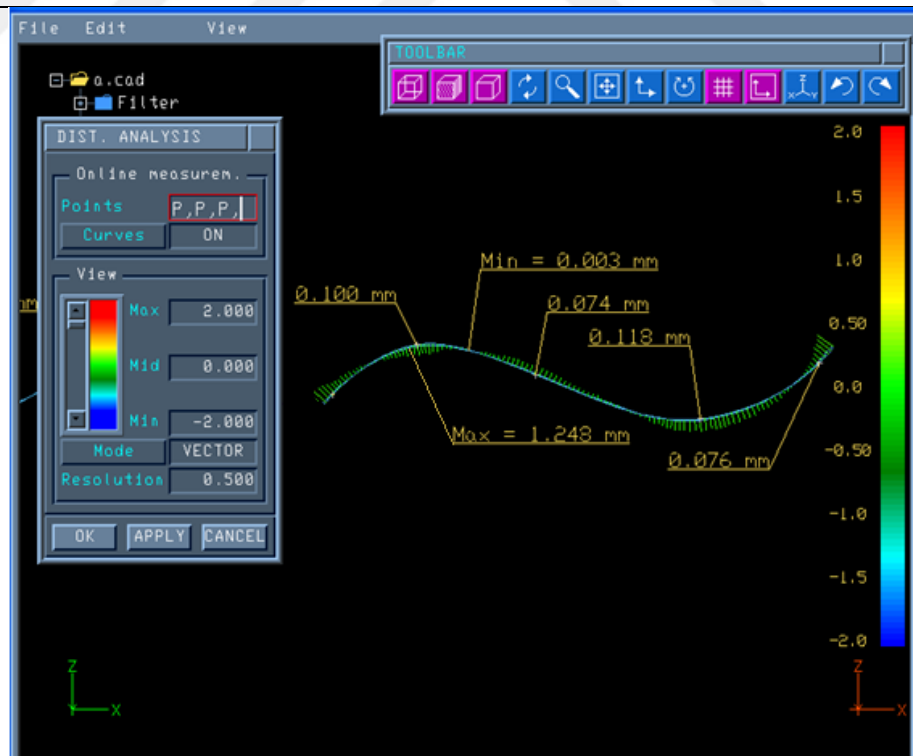 File Edit View
TOOLBAR
a.cad
Filter
DIST. ANALYSIS
Online measurem.
Points P,P,P,
Curves ON
View
Max 2.000
Mid 0.000
Min -2.000
Mode VECTOR
Resolution 0.500
OK APPLY CANCEL
mm
0.100 mm
Min = 0.003 mm
0.074 mm
0.118 mm
Max = 1.248 mm
0.076 mm
2.0
1.5
1.0
0.50
0.0
-0.50
-1.0
-1.5
-2.0
Z
X
Z
X